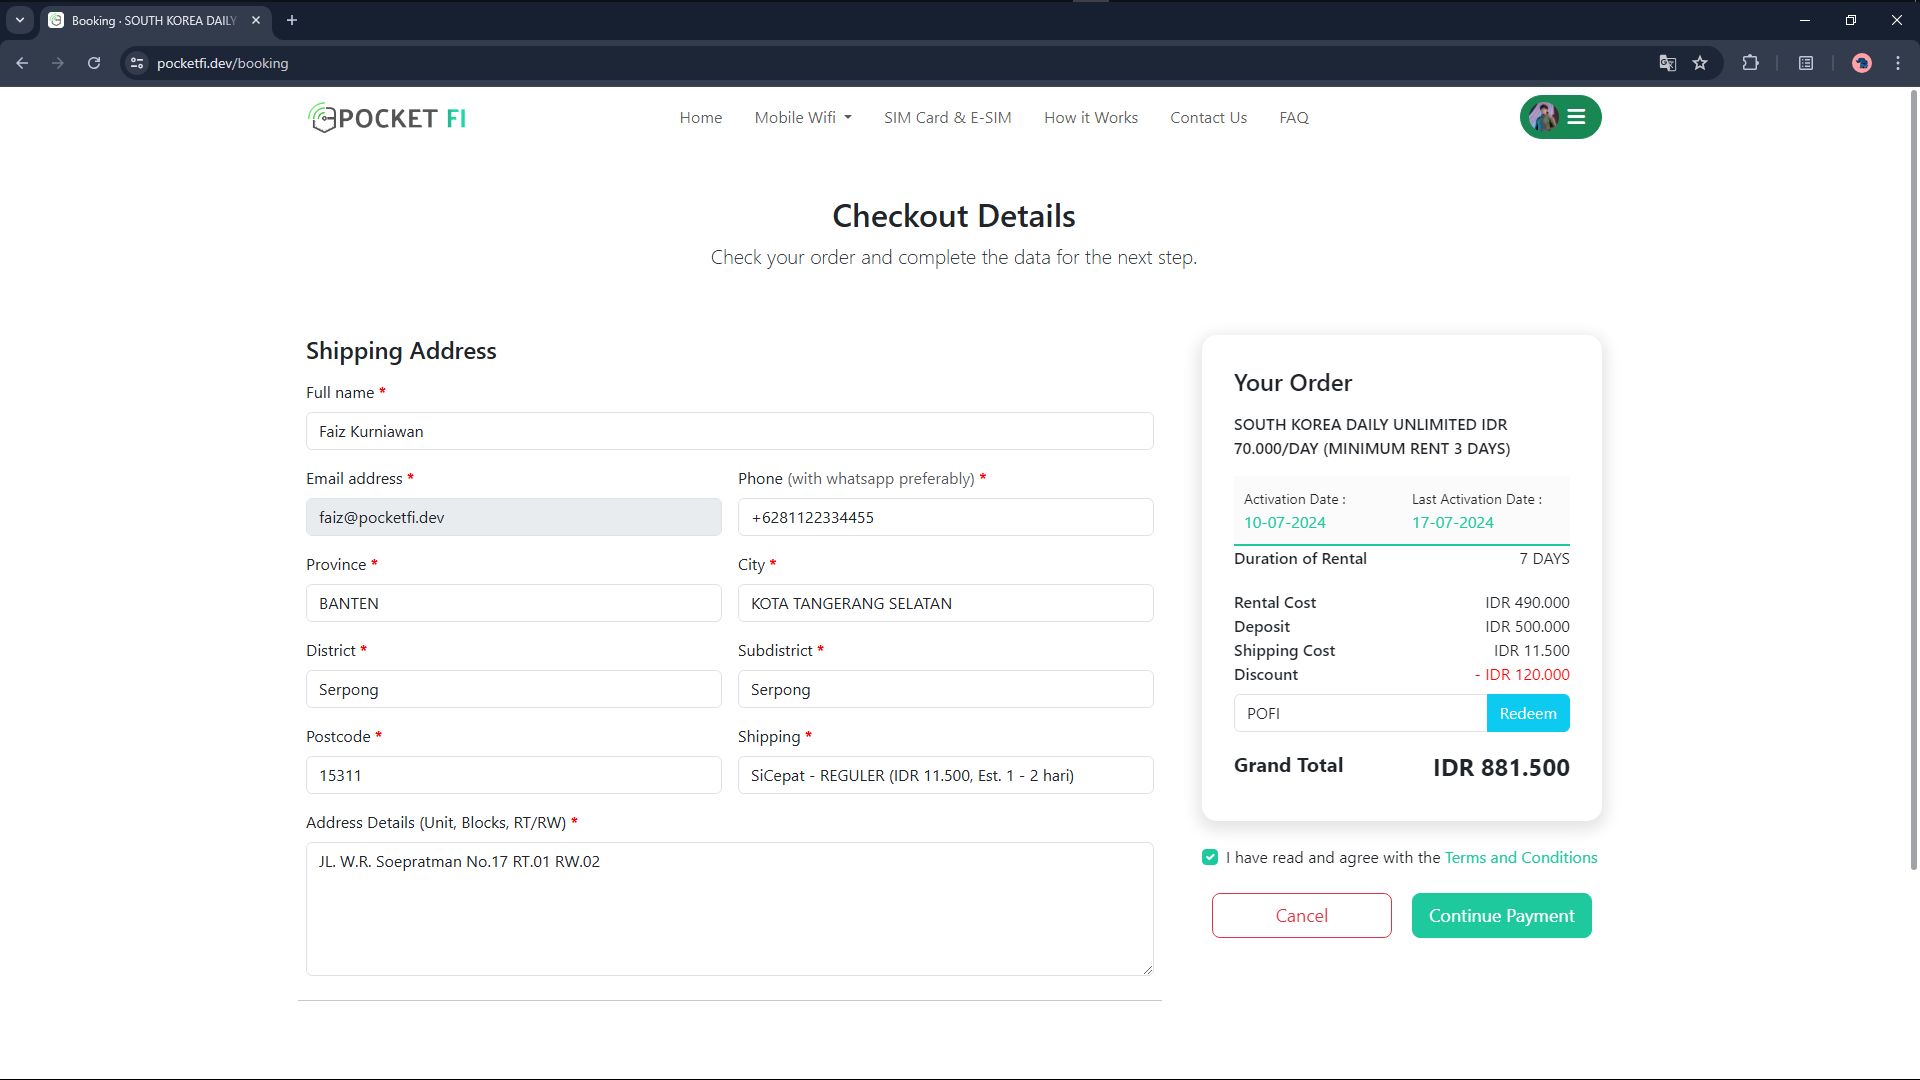 Booking · SOUTH KOREA DAILY
pocketfi.dev/booking
POCKET FI
Home
Mobile Wifi
SIM Card & E-SIM
How it Works
Contact Us
FAQ
Checkout Details
Check your order and complete the data for the next step.
Shipping Address
Full name *
Faiz Kurniawan
Email address *
faiz@pocketfi.dev
Phone (with whatsapp preferably) *
+6281122334455
Province *
BANTEN
City *
KOTA TANGERANG SELATAN
District *
Serpong
Subdistrict *
Serpong
Postcode *
15311
Shipping *
SiCepat - REGULER (IDR 11.500, Est. 1 - 2 hari)
Address Details (Unit, Blocks, RT/RW) *
JL. W.R. Soepratman No.17 RT.01 RW.02
Your Order
SOUTH KOREA DAILY UNLIMITED IDR
70.000/DAY (MINIMUM RENT 3 DAYS)
Activation Date :
10-07-2024
Last Activation Date :
17-07-2024
Duration of Rental 7 DAYS
Rental Cost IDR 490.000
Deposit IDR 500.000
Shipping Cost IDR 11.500
Discount - IDR 120.000
POFI
Redeem
Grand Total IDR 881.500
I have read and agree with the Terms and Conditions
Cancel
Continue Payment